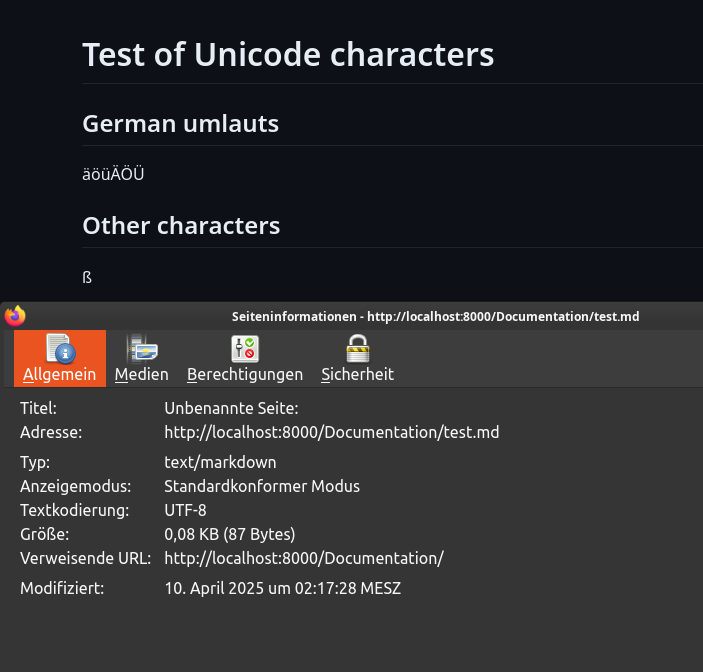 Test of Unicode characters
German umlauts
äöüÄÖÜ
Other characters
ß
Seiteninformationen - http://localhost:8000/Documentation/test.md
Allgemein Medien Berechtigungen Sicherheit
Titel: Unbenannte Seite:
Adresse: http://localhost:8000/Documentation/test.md
Typ: text/markdown
Anzeigemodus: Standardkonformer Modus
Textkodierung: UTF-8
Größe: 0,08 KB (87 Bytes)
Verweisende URL: http://localhost:8000/Documentation/
Modifiziert: 10. April 2025 um 02:17:28 MESZ